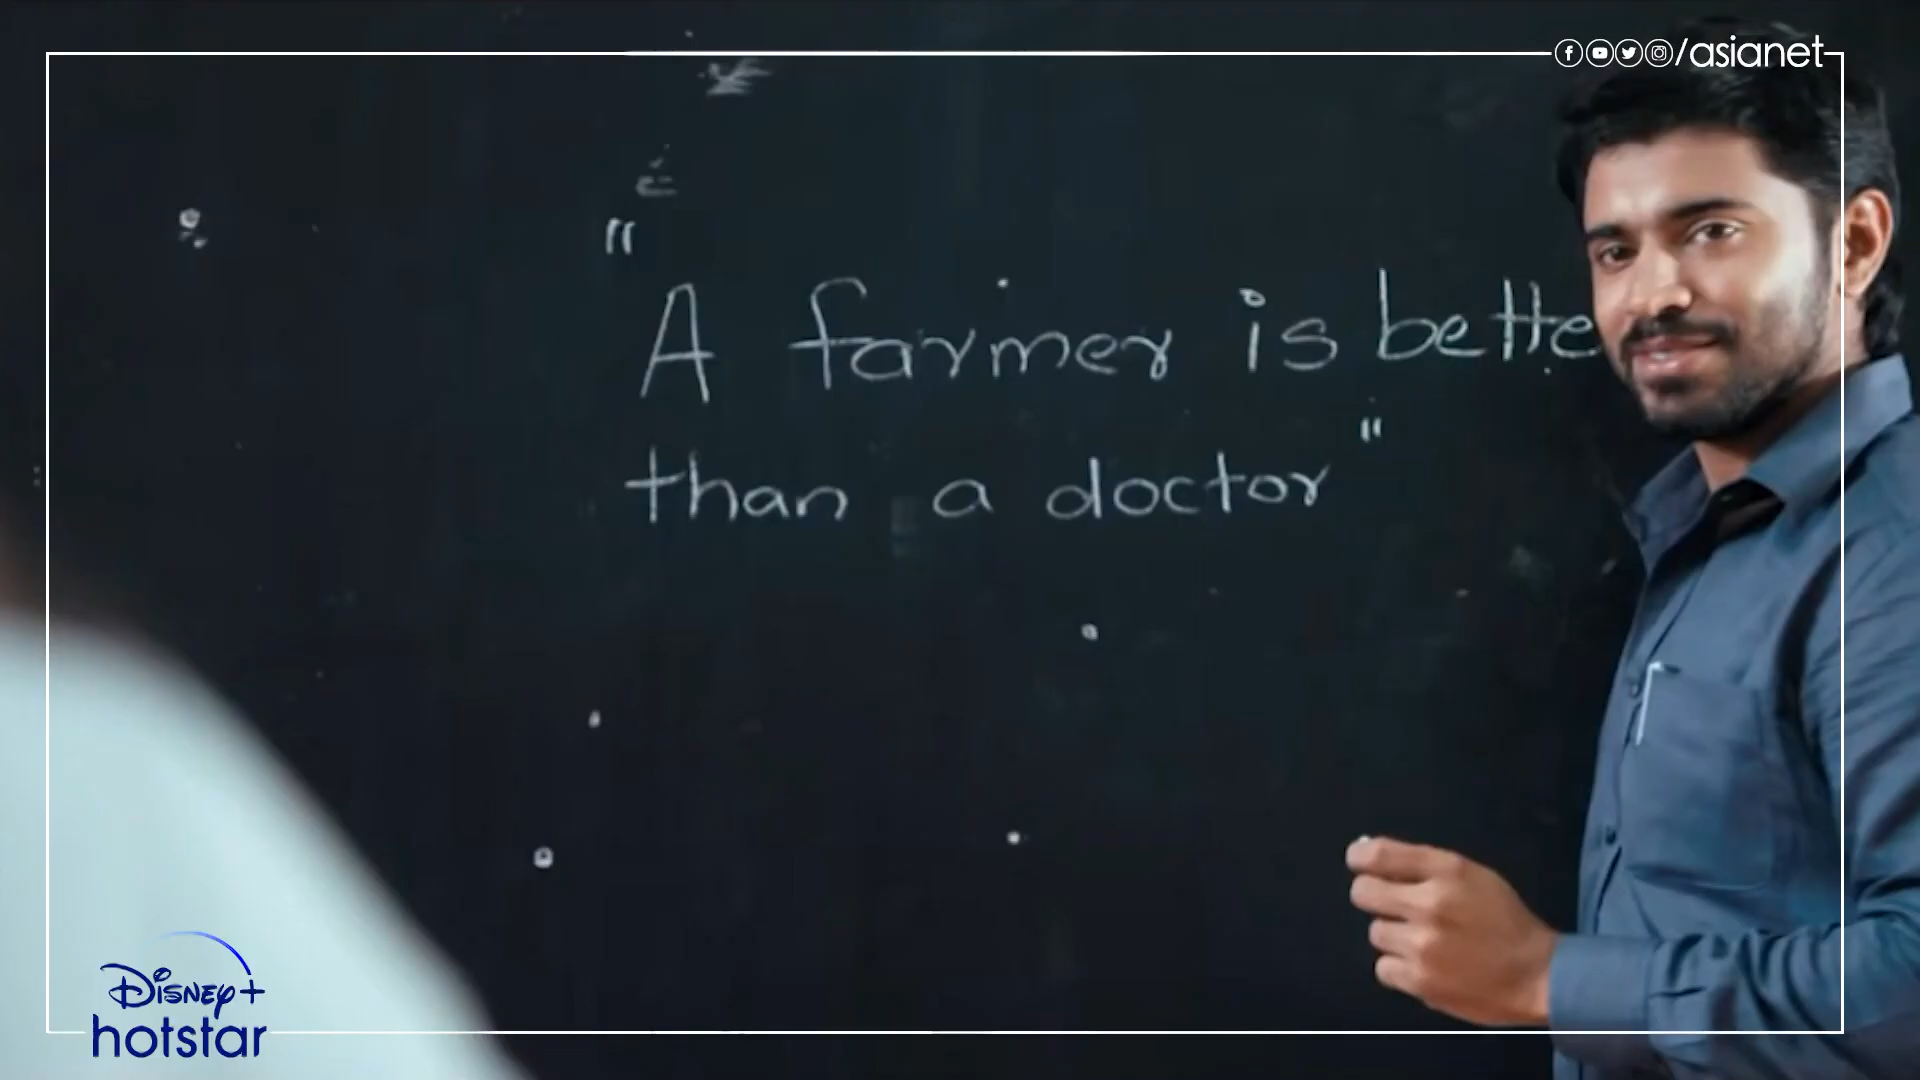 /asianet
"A farmer is bette
than a doctor"
Disney+
hotstar